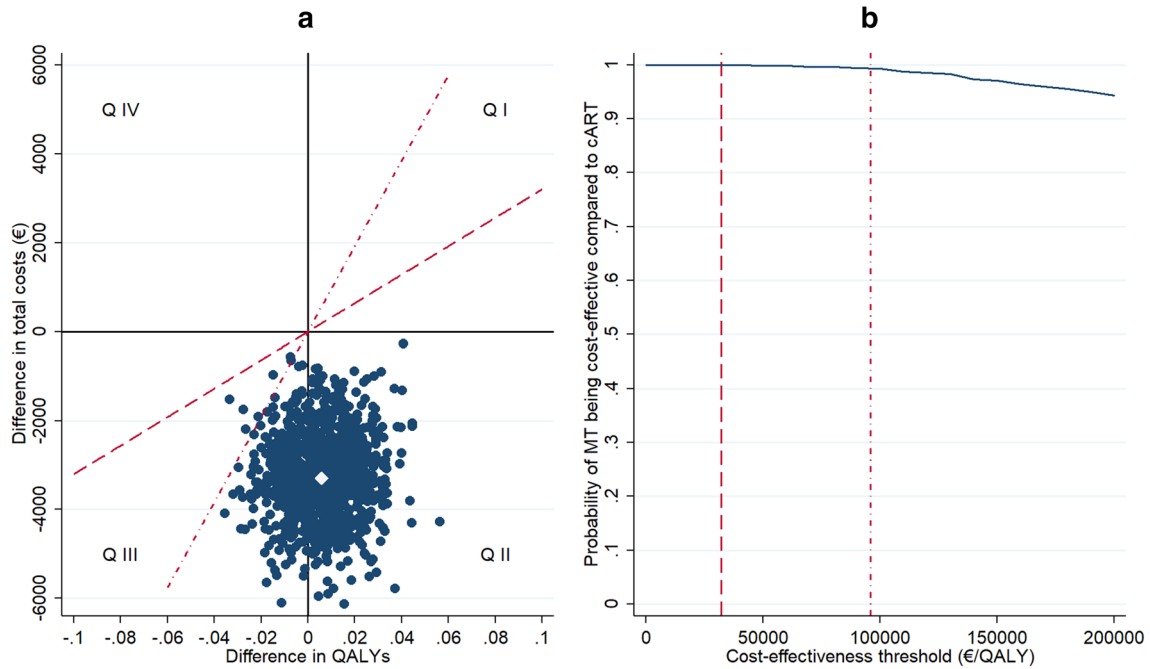 a
6000
4000
2000
0
-2000
-4000
-6000
Difference in total costs (€)
Q IV
Q I
Q III
Q II
-.1 -.08 -.06 -.04 -.02 0 .02 .04 .06 .08 .1
Difference in QALYs
b
1
.9
.8
.7
.6
.5
.4
.3
.2
.1
0
Probability of MT being cost-effective compared to cART
0 50000 100000 150000 200000
Cost-effectiveness threshold (€/QALY)